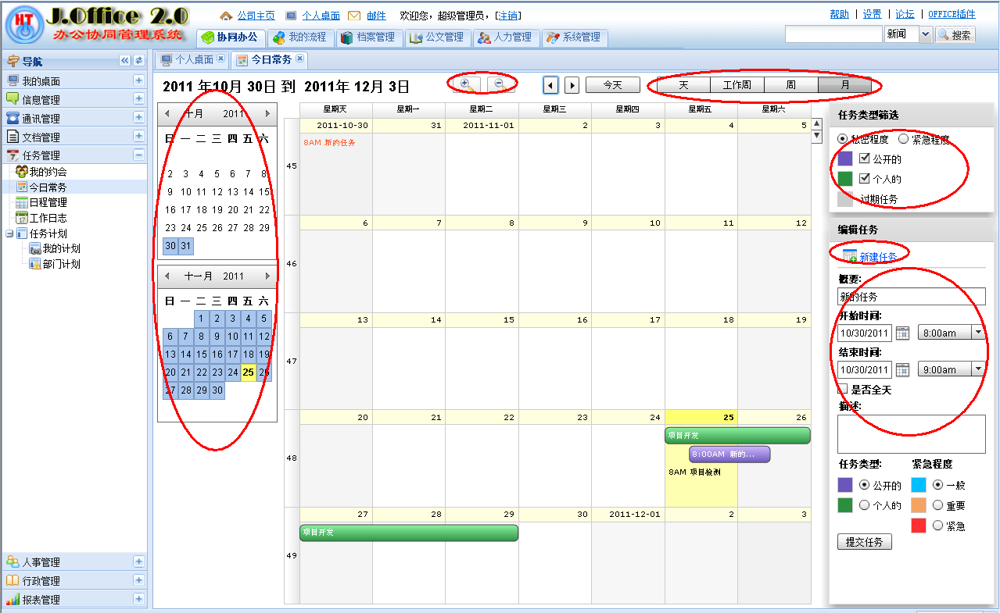 HT J.Office 2.0
办公协同管理系统
公司主页 个人桌面 邮件 欢迎您，超级管理员，[注销]
帮助 | 设置 | 论坛 | OFFICE插件
协同办公 我的流程 档案管理 公文管理 人力管理 系统管理
新闻 搜索
导航
我的桌面
信息管理
通讯管理
文档管理
任务管理
我的约会
今日常务
日程管理
工作日志
任务计划
我的计划
部门计划
人事管理
行政管理
报表管理
个人桌面 今日常务
2011 年10月 30日 到 2011年 12月 3日
今天 天 工作周 周 月
十月 2011
日 一 二 三 四 五 六
2 3 4 5 6 7 8
9 10 11 12 13 14 15
16 17 18 19 20 21 22
23 24 25 26 27 28 29
30 31
十一月 2011
日 一 二 三 四 五 六
1 2 3 4 5
6 7 8 9 10 11 12
13 14 15 16 17 18 19
20 21 22 23 24 25 26
27 28 29 30
星期天 星期一 星期二 星期三 星期四 星期五 星期六
2011-10-30 31 2011-11-01 2 3 4 5
8AM 新的任务
45
6 7 8 9 10 11 12
46
13 14 15 16 17 18 19
47
20 21 22 23 24 25 26
项目开发
8:00AM 新的...
48
8AM 项目检测
27 28 29 30 2011-12-01 2 3
项目开发
49
任务类型筛选
私密程度 紧急程度
公开的
个人的
过期任务
编辑任务
新建任务
概要:
新的任务
开始时间:
10/30/2011 8:00am
结束时间:
10/30/2011 9:00am
是否全天
描述:
任务类型: 紧急程度
公开的 一般
个人的 重要
紧急
提交任务